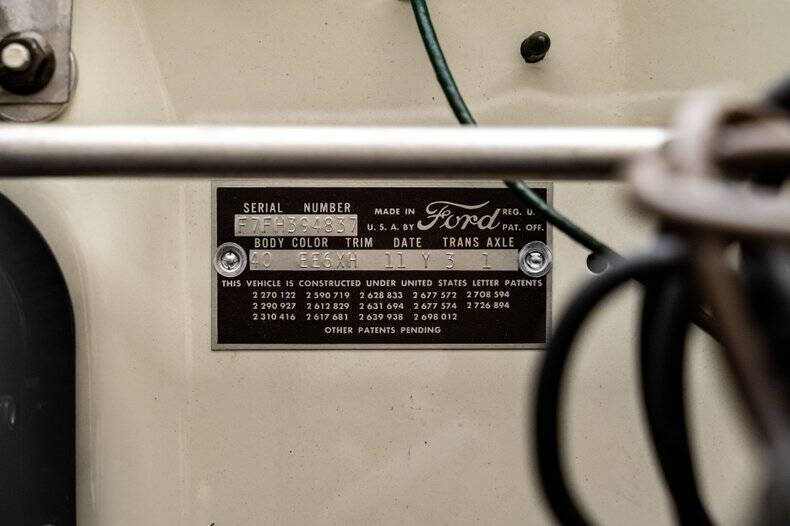 SERIAL NUMBER
F7FH394837
MADE IN Ford REG. U.
U. S. A. BY PAT. OFF.
BODY COLOR TRIM DATE TRANS AXLE
40 EE6XH 11 Y 3 1
THIS VEHICLE IS CONSTRUCTED UNDER UNITED STATES LETTER PATENTS
2 270 122 2 590 719 2 628 833 2 677 572 2 708 594
2 290 927 2 612 829 2 631 694 2 677 574 2 726 894
2 310 416 2 617 681 2 639 938 2 698 012
OTHER PATENTS PENDING